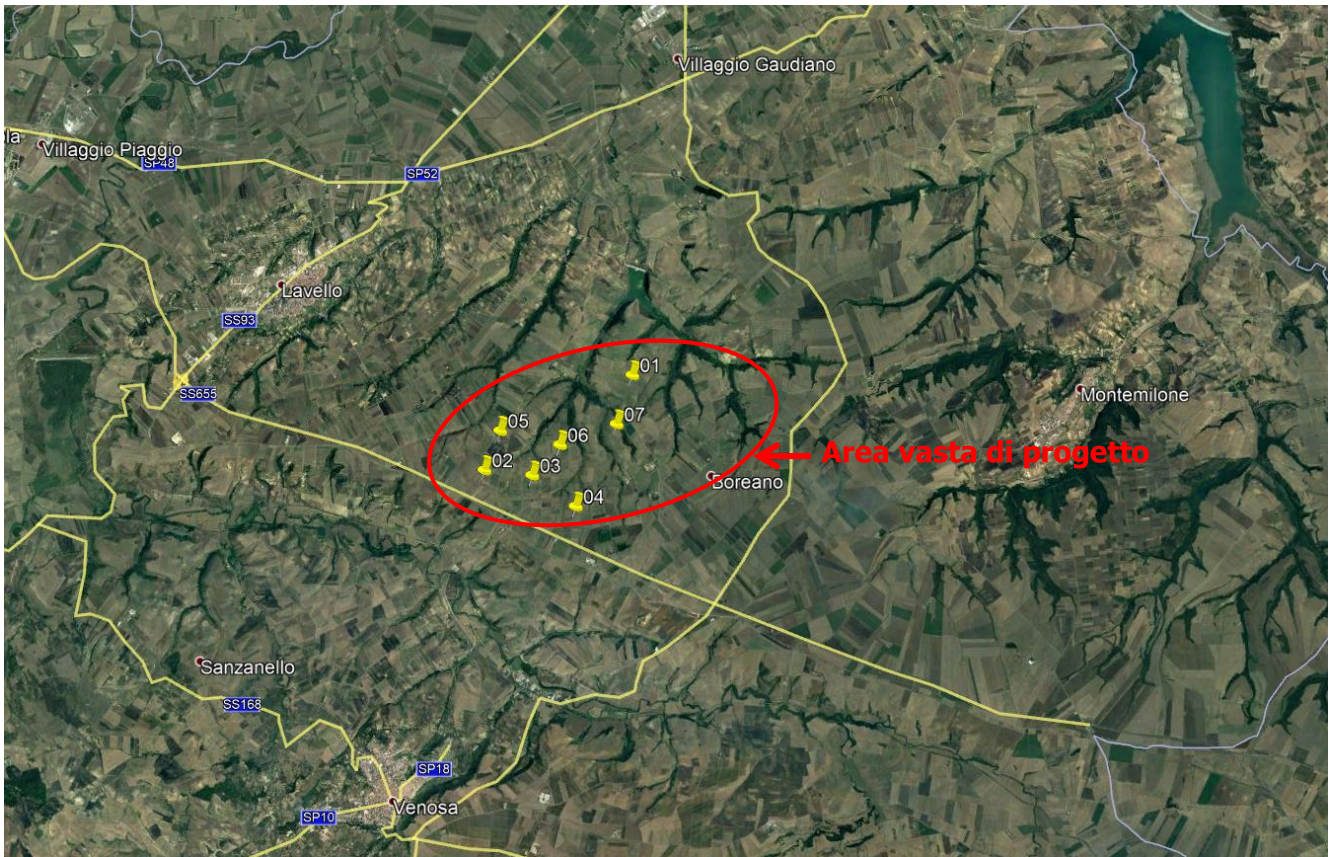 Villaggio Gaudiano
la
Villaggio Piaggio
SP48
SP52
Lavello
SS93
SS655
01
Montemilone
05
07
06
Area vasta di progetto
02
03
Boreano
04
Sanzanello
SS168
SP18
Venosa
SP10